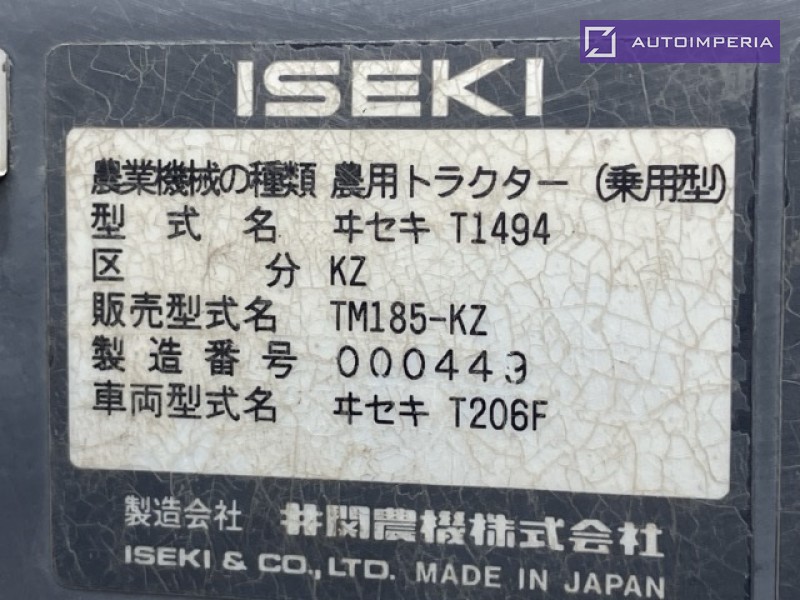 AUTOIMPERIA
ISEKI
農業機械の種類 農用トラクター (乗用型)
型式名 ヰセキ T1494
区分 KZ
販売型式名 TM185-KZ
製造番号 000449
車両型式名 ヰセキ T206F
製造会社 井関農機株式会社
ISEKI & CO., LTD. MADE IN JAPAN